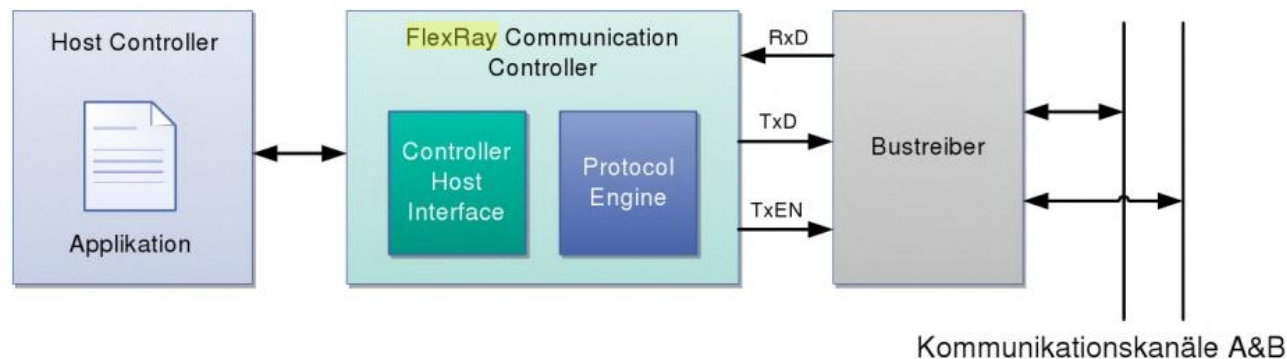 Host Controller
Applikation
FlexRay Communication
Controller
Controller
Host
Interface
Protocol
Engine
RxD
TxD
TxEN
Bustreiber
Kommunikationskanäle A&B